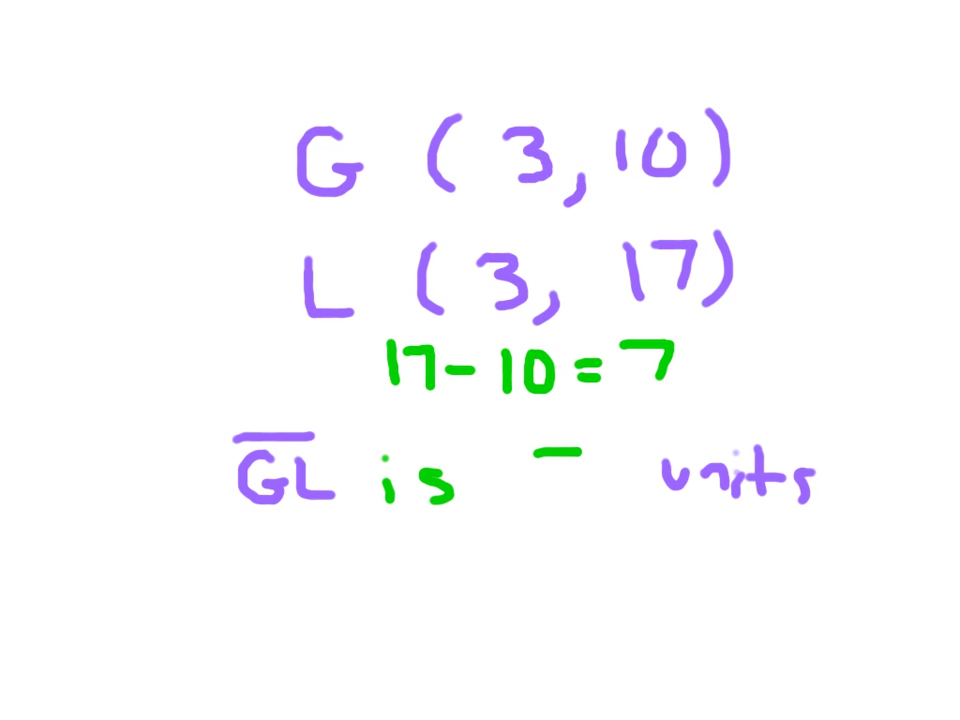 G (3,10)
L (3, 17)
17-10=7
GL is – units